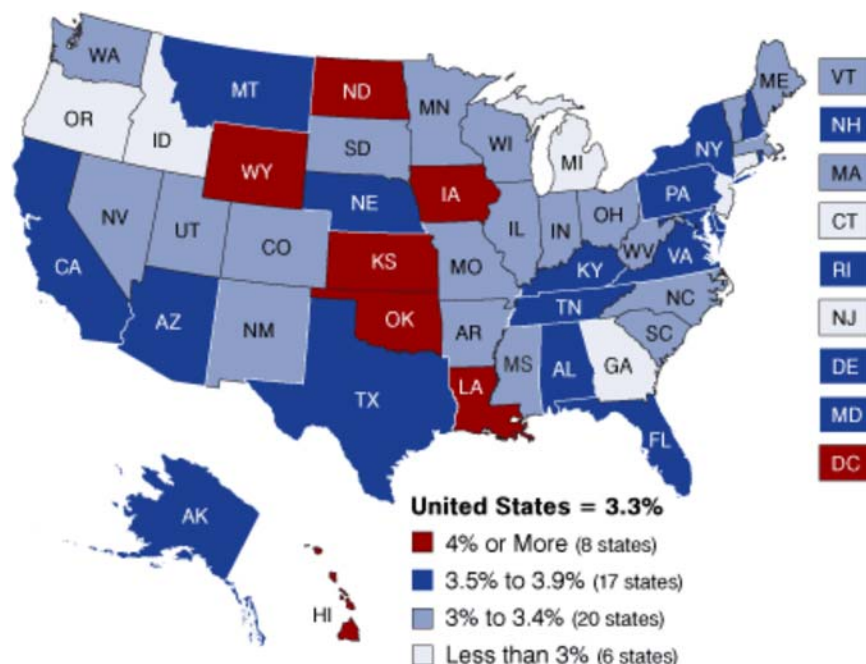 WA
MT
ND
MN
ME
VT
OR
ID
SD
WI
MI
NY
NH
WY
IA
PA
MA
NV
UT
CO
NE
IL
IN
OH
WV
VA
CT
CA
KS
MO
KY
RI
AZ
NM
OK
AR
TN
NC
NJ
TX
LA
MS
AL
GA
SC
DE
FL
MD
DC
AK
HI
United States = 3.3%
4% or More (8 states)
3.5% to 3.9% (17 states)
3% to 3.4% (20 states)
Less than 3% (6 states)